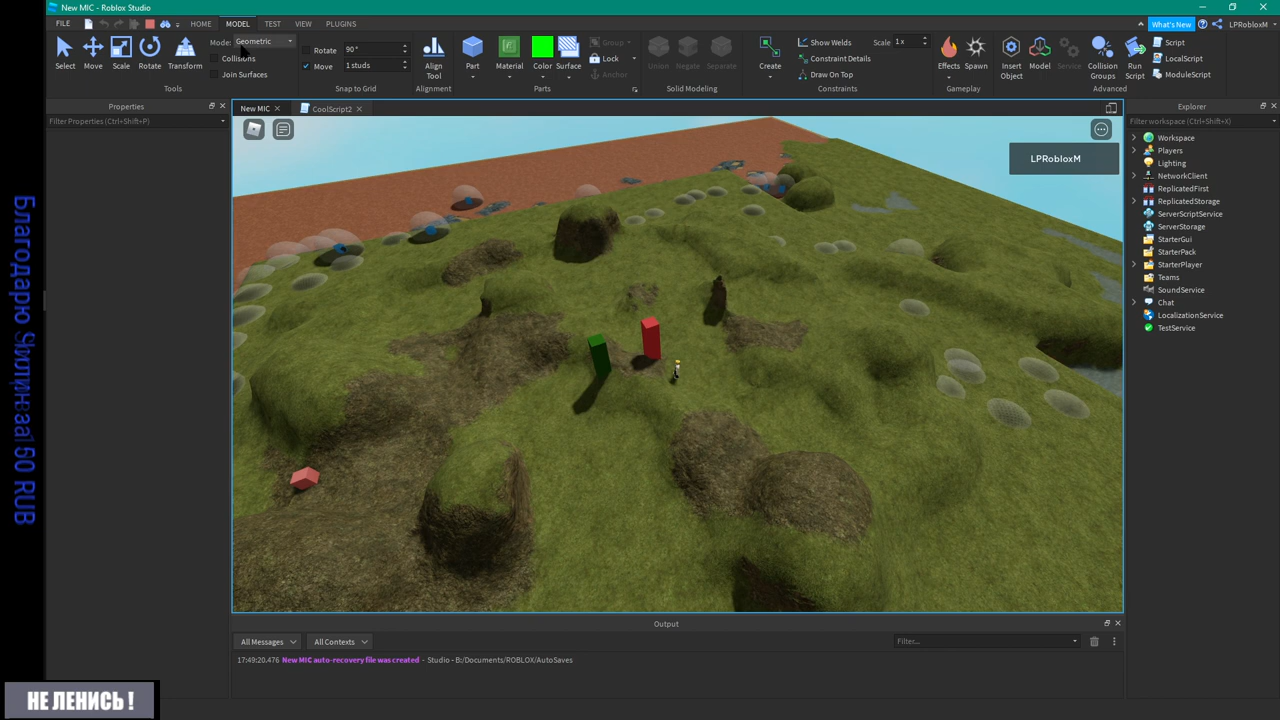 New MIC - Roblox Studio
FILE HOME MODEL TEST VIEW PLUGINS What's New LPRobloxM
Select Move Scale Rotate Transform
Mode: Geometric
Collisions
Join Surfaces
Tools
Rotate 90°
Move 1 studs
Snap to Grid
Align Tool
Alignment
Part Material Color Surface
Group
Lock
Anchor
Parts
Union Negate Separate
Solid Modeling
Create
Show Welds
Scale 1 x
Constraint Details
Draw On Top
Constraints
Effects Spawn
Gameplay
Insert Object
Model
Service
Collision Groups
Run Script
Script
LocalScript
ModuleScript
Advanced
Properties
Filter Properties (Ctrl+Shift+P)
New MIC CoolScript2
LPRobloxM
Explorer
Filter workspace (Ctrl+Shift+X)
Workspace
Players
Lighting
NetworkClient
ReplicatedFirst
ReplicatedStorage
ServerScriptService
ServerStorage
StarterGui
StarterPack
StarterPlayer
Teams
SoundService
Chat
LocalizationService
TestService
Output
All Messages All Contexts Filter...
17:49:20.476 New MIC auto-recovery file was created - Studio - B:/Documents/ROBLOX/AutoSaves
Благодарю RUB
НЕ ЛЕНИСЬ !